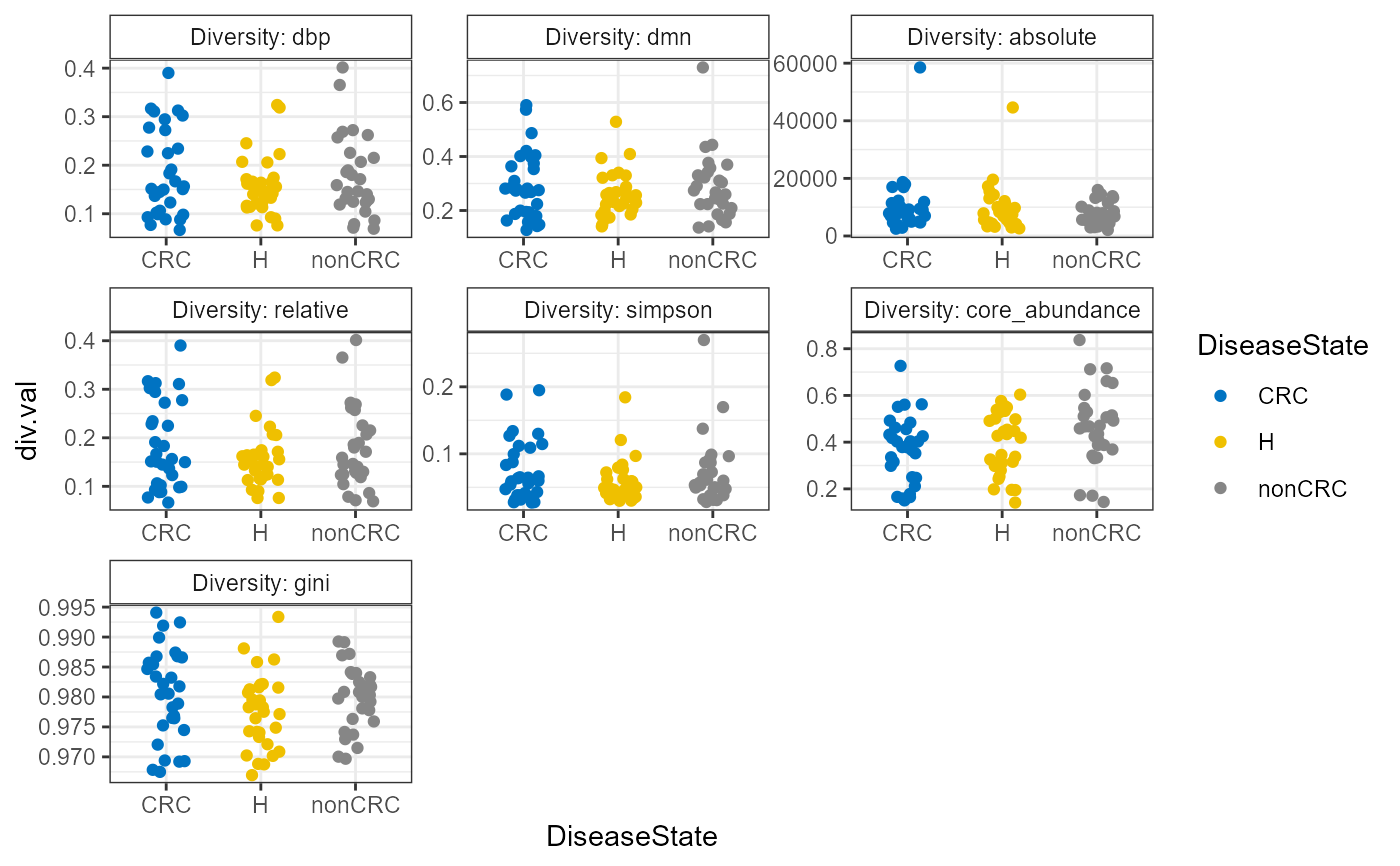 Diversity: dbp
Diversity: dmn
Diversity: absolute
0.4
0.3
0.2
0.1
CRC H nonCRC
0.6
0.4
0.2
CRC H nonCRC
60000
40000
20000
0
CRC H nonCRC
Diversity: relative
Diversity: simpson
Diversity: core_abundance
0.4
0.3
0.2
0.1
CRC H nonCRC
0.2
0.1
CRC H nonCRC
0.8
0.6
0.4
0.2
CRC H nonCRC
Diversity: gini
0.995
0.990
0.985
0.980
0.975
0.970
CRC H nonCRC
div.val
DiseaseState
DiseaseState
CRC
H
nonCRC